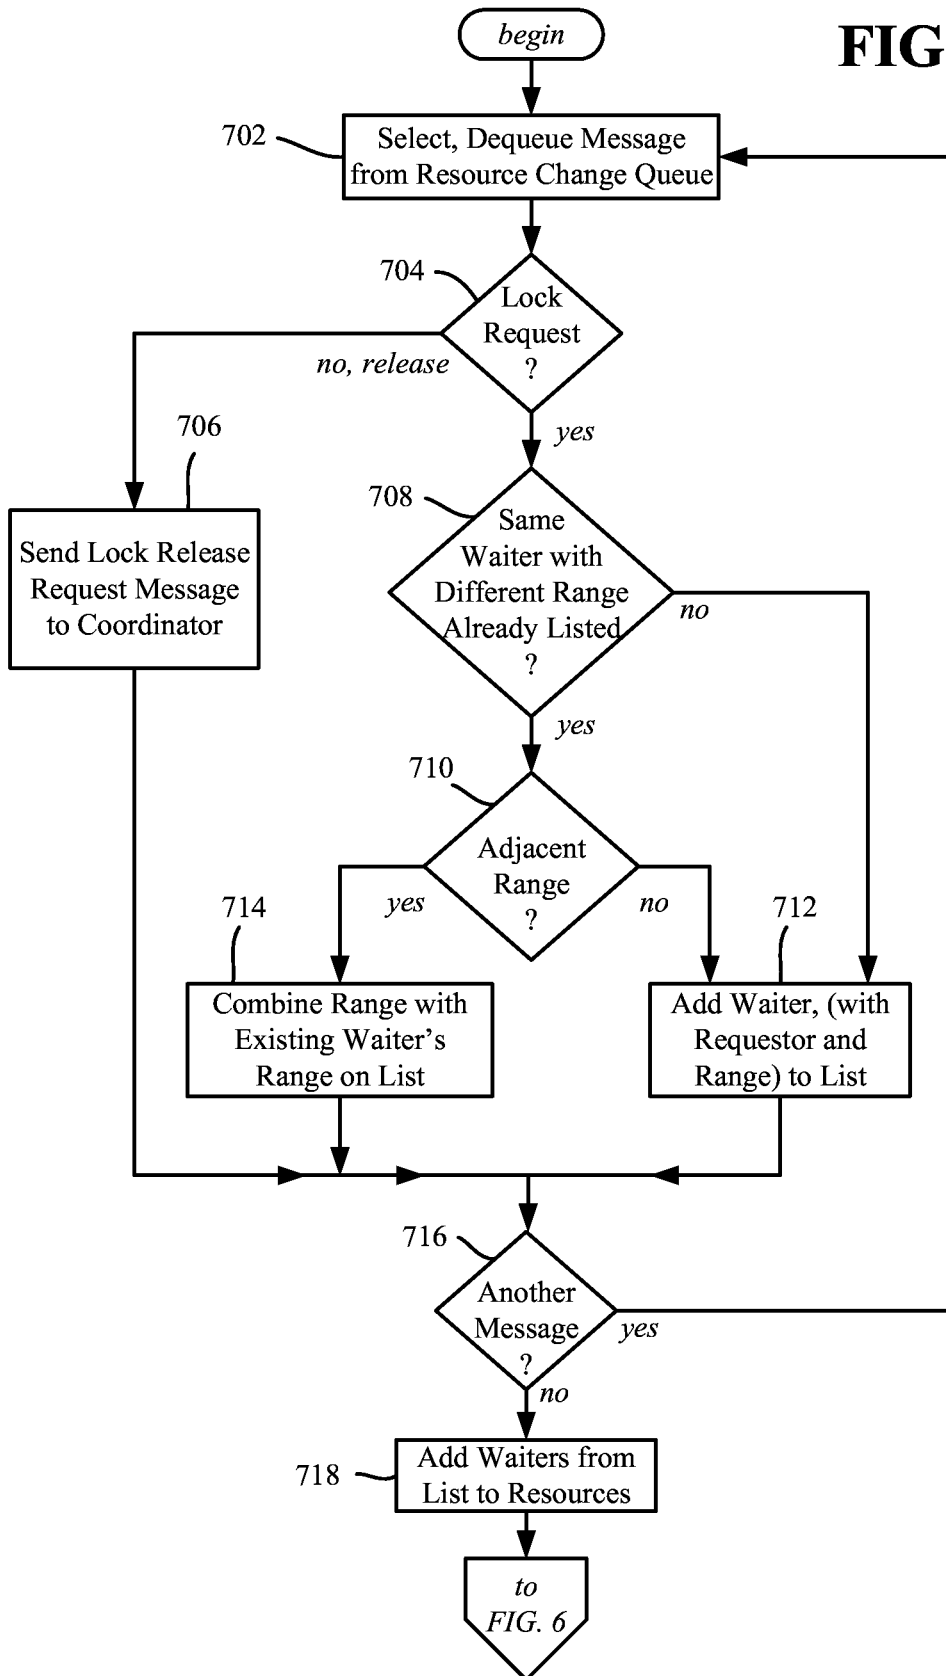 begin
FIG
702
Select, Dequeue Message
from Resource Change Queue
704
Lock
Request
?
no, release
yes
706
Send Lock Release
Request Message
to Coordinator
708
Same
Waiter with
Different Range
Already Listed
?
no
yes
710
Adjacent
Range
?
yes
no
714
712
Combine Range with
Existing Waiter's
Range on List
Add Waiter, (with
Requestor and
Range) to List
716
Another
Message
?
yes
no
718
Add Waiters from
List to Resources
to
FIG. 6